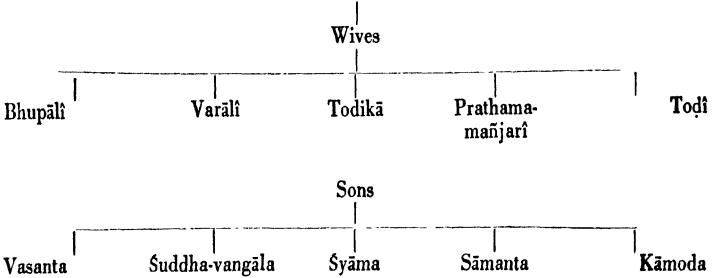 Wives
Bhupālî Varālî Todikā Prathama- Toḍî
mañjarî
Sons
Vasanta Śuddha-vangāla Śyāma Sāmanta Kāmoda